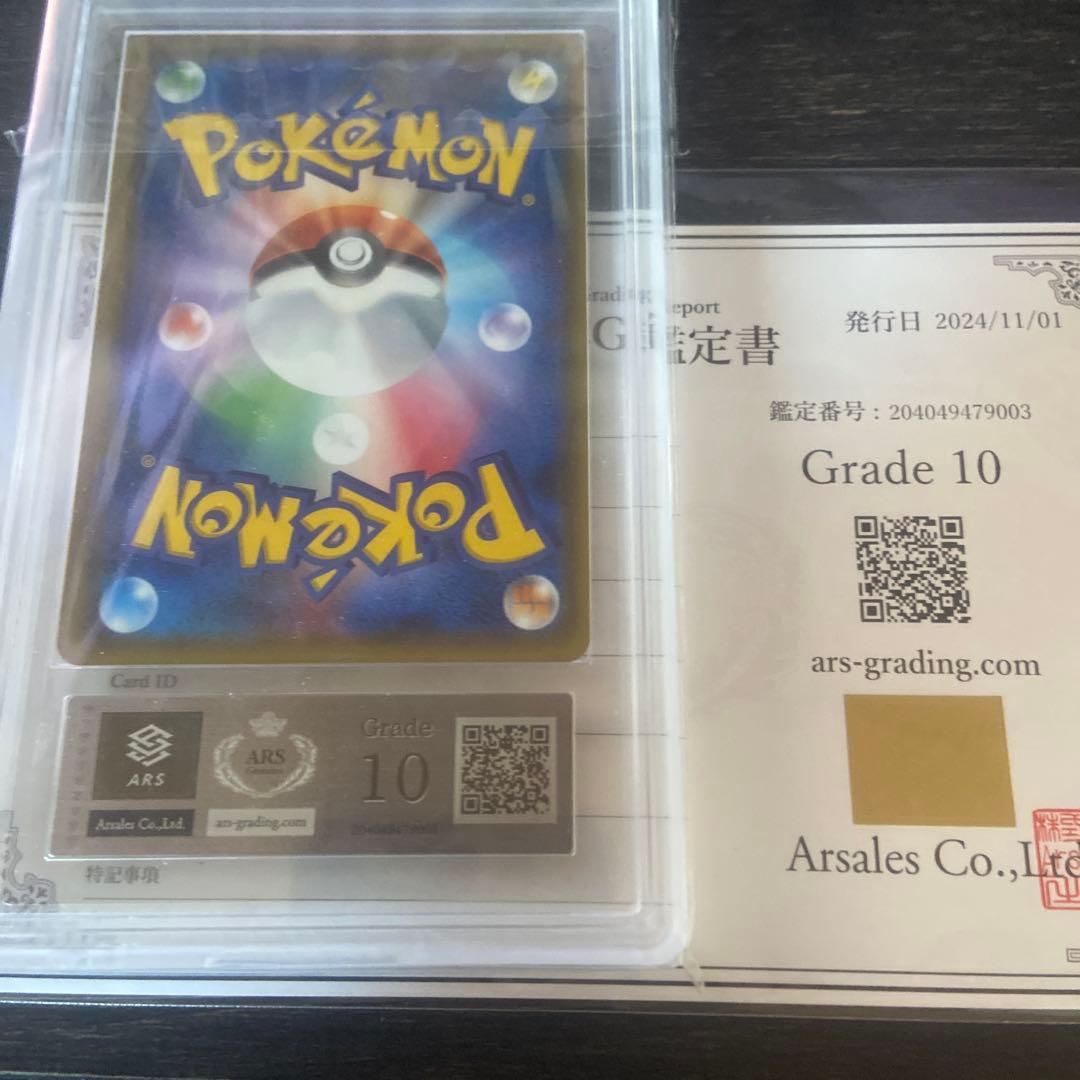 POKéMON
®
POKéMON
®
Card ID
ARS
Arsales Co.,Ltd.
ARS
Genuine
ars-grading.com
Grade
10
204049479003
特記事項
Grading Report
G鑑定書
発行日 2024/11/01
鑑定番号：204049479003
Grade 10
ars-grading.com
Arsales Co.,Ltd